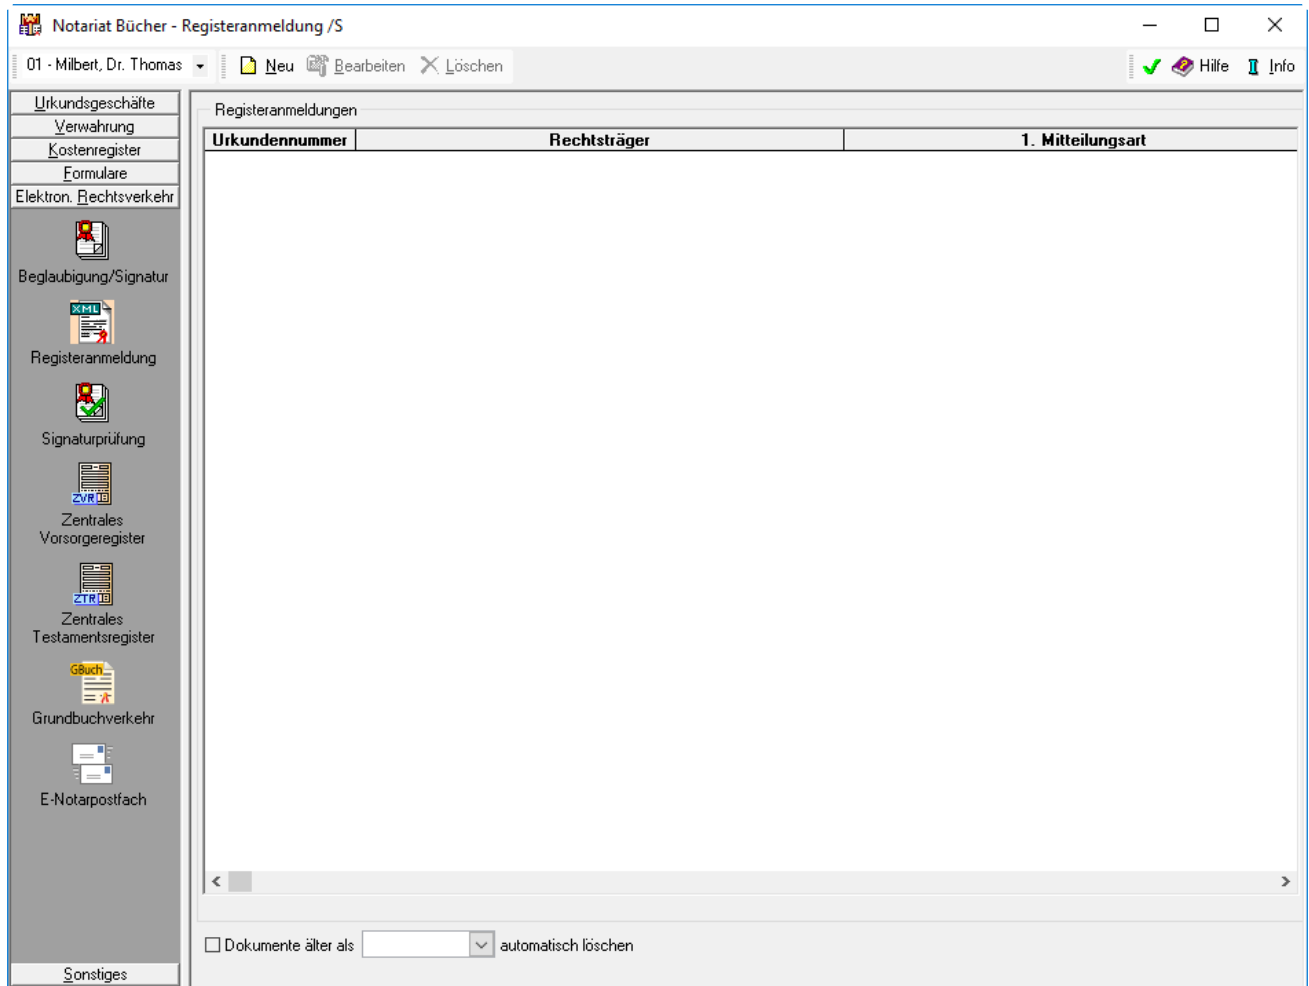 Notariat Bücher - Registeranmeldung /S
01 - Milbert, Dr. Thomas
Neu
Bearbeiten
Löschen
Hilfe
Info
Urkundsgeschäfte
Verwahrung
Kostenregister
Formulare
Elektron. Rechtsverkehr
Beglaubigung/Signatur
XML
Registeranmeldung
Signaturprüfung
ZVR
Zentrales
Vorsorgeregister
ZTR
Zentrales
Testamentsregister
GBuch
Grundbuchverkehr
E-Notarpostfach
Sonstiges
Registeranmeldungen
Urkundennummer
Rechtsträger
1. Mitteilungsart
Dokumente älter als
automatisch löschen